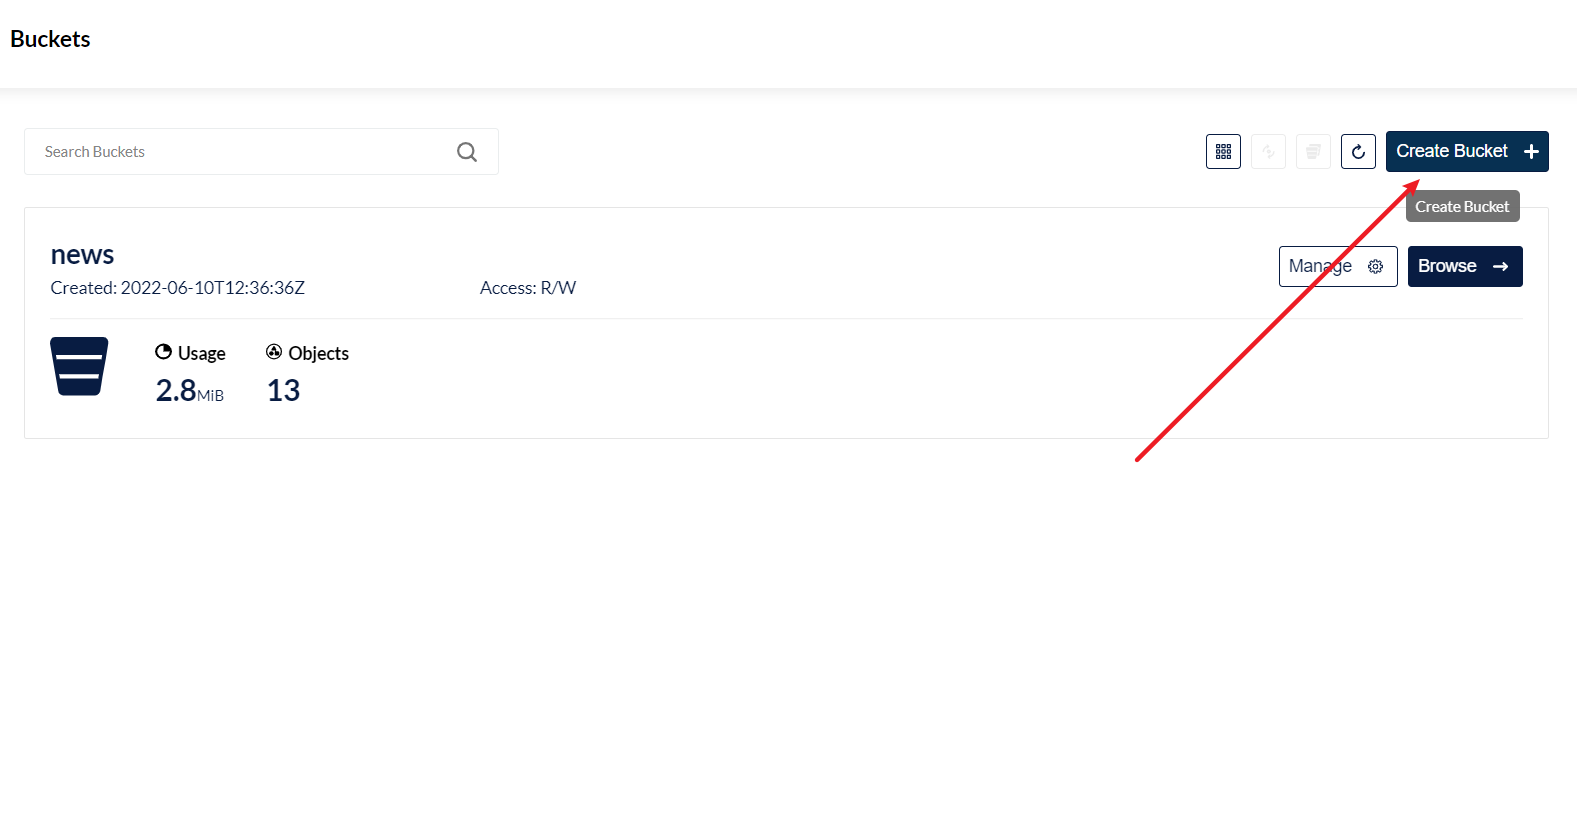 Buckets
Search Buckets
Create Bucket
Create Bucket
news
Manage
Browse
Created: 2022-06-10T12:36:36Z
Access: R/W
Usage
Objects
2.8MiB
13